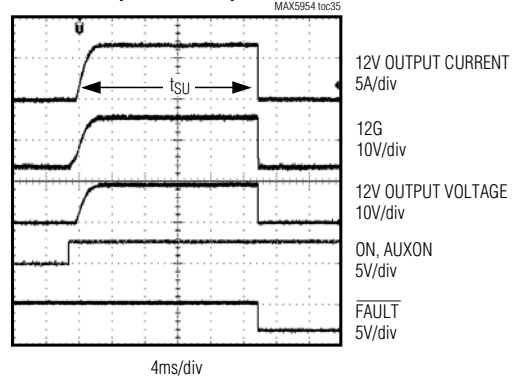 MAX5954 toc35
tSU
12V OUTPUT CURRENT
5A/div
12G
10V/div
12V OUTPUT VOLTAGE
10V/div
ON, AUXON
5V/div
FAULT
5V/div
4ms/div